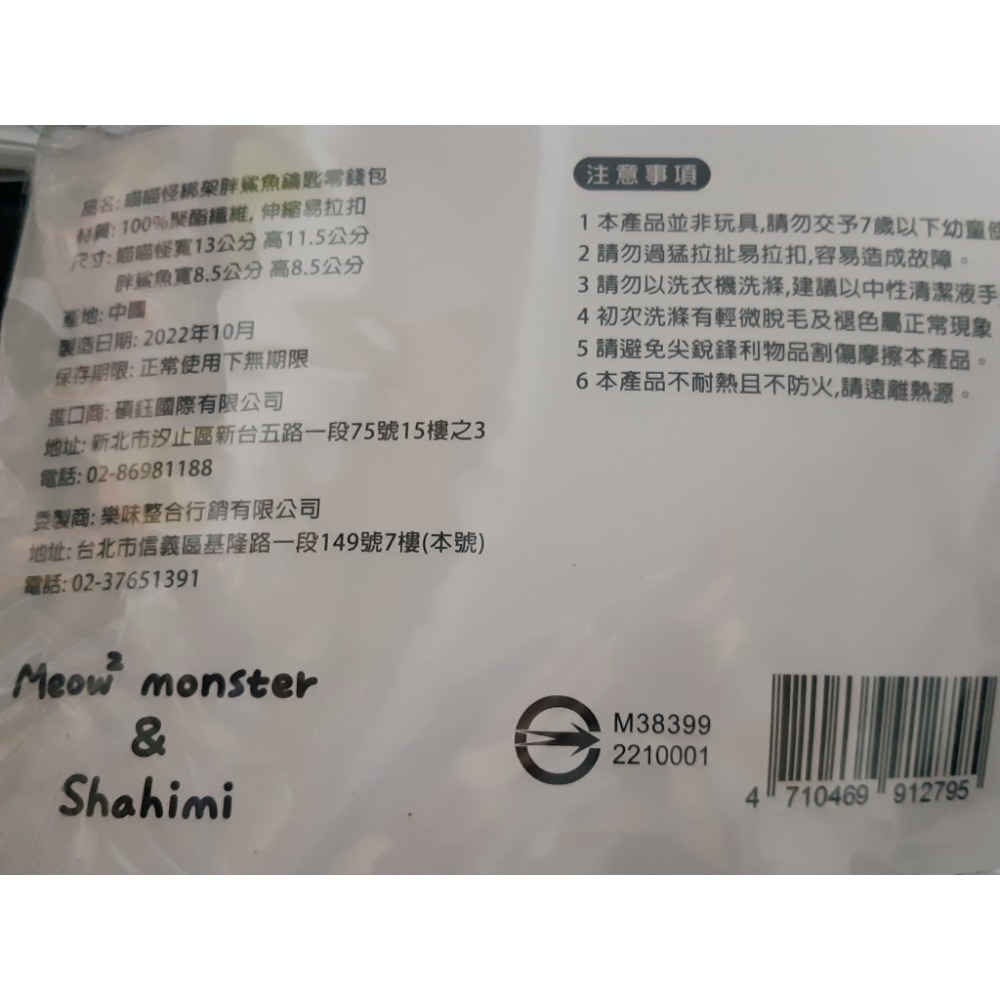 品名: 喵喵怪綁架胖鯊魚鑰匙零錢包
材質: 100%聚酯纖維, 伸縮易拉扣
尺寸: 喵喵怪寬13公分 高11.5公分
胖鯊魚寬8.5公分 高8.5公分
產地: 中國
製造日期: 2022年10月
保存期限: 正常使用下無期限
進口商: 碩鈺國際有限公司
地址: 新北市汐止區新台五路一段75號15樓之3
電話: 02-86981188
委製商: 樂味整合行銷有限公司
地址: 台北市信義區基隆路一段149號7樓(本號)
電話: 02-37651391
Meow² monster
&
Shahimi
注意事項
1 本產品並非玩具,請勿交予7歲以下幼童使
2 請勿過猛拉扯易拉扣,容易造成故障。
3 請勿以洗衣機洗滌,建議以中性清潔液手
4 初次洗滌有輕微脫毛及褪色屬正常現象
5 請避免尖銳鋒利物品割傷摩擦本產品。
6 本產品不耐熱且不防火,請遠離熱源。
M38399
2210001
4 710469 912795